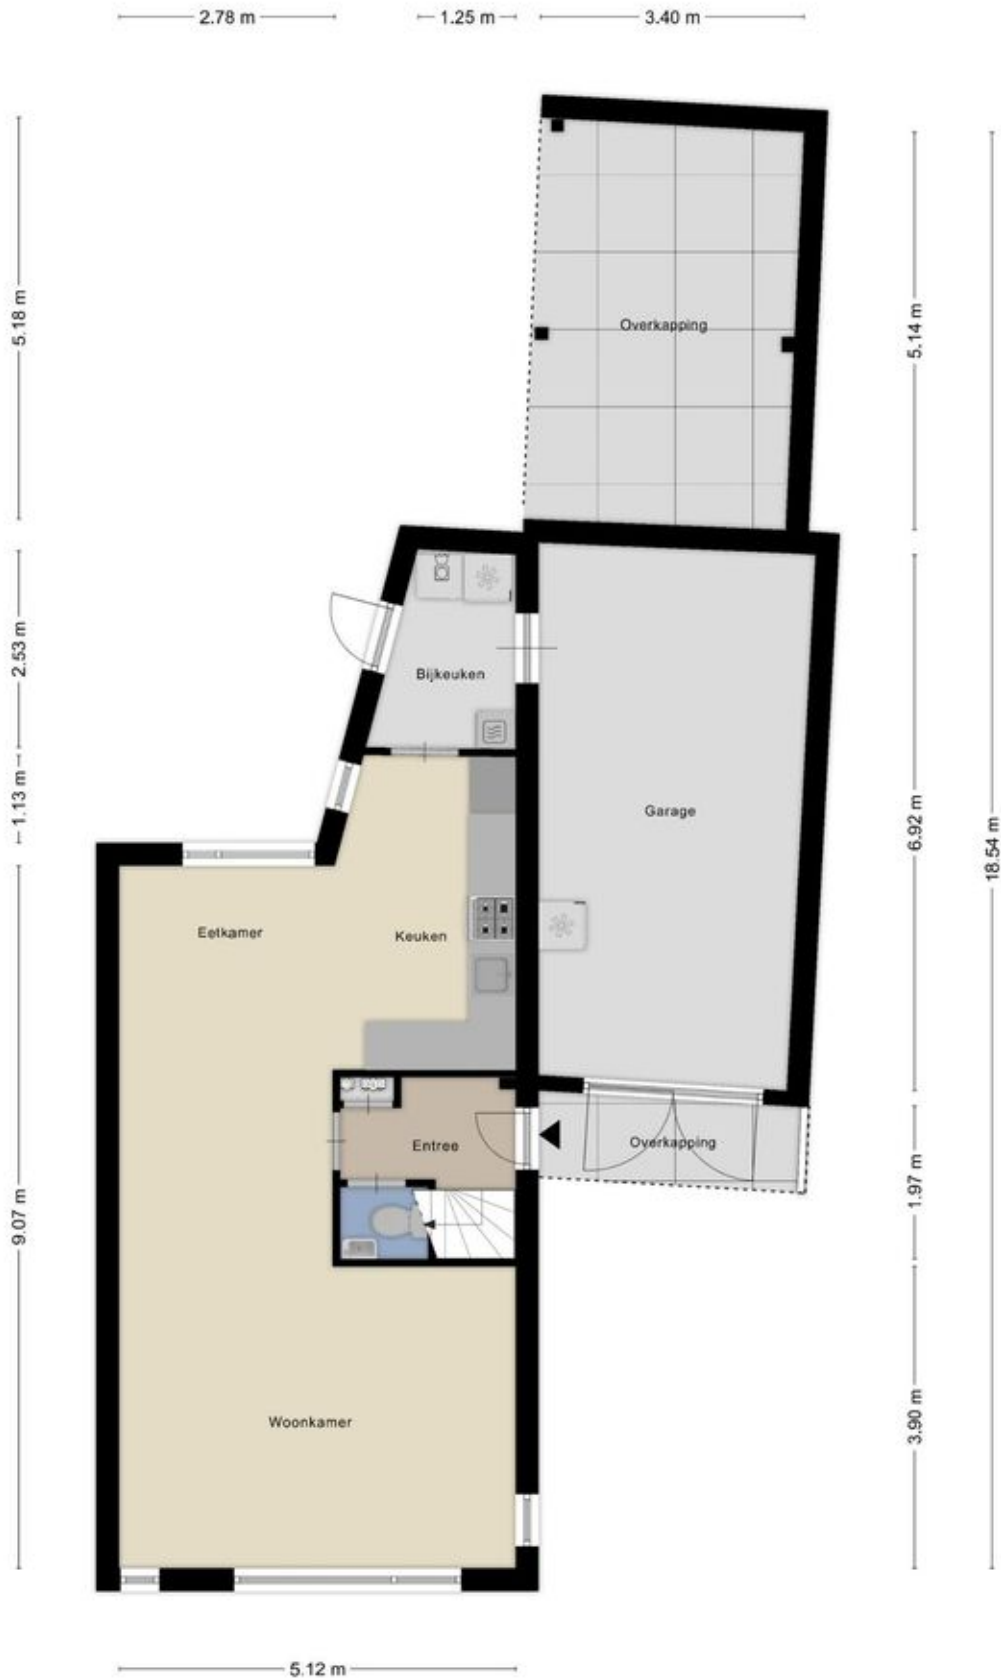 2.78 m
1.25 m
3.40 m
5.18 m
Overkapping
5.14 m
2.53 m
Bijkeuken
1.13 m
Garage
6.92 m
18.54 m
Eetkamer
Keuken
Entree
Overkapping
1.97 m
9.07 m
3.90 m
Woonkamer
5.12 m